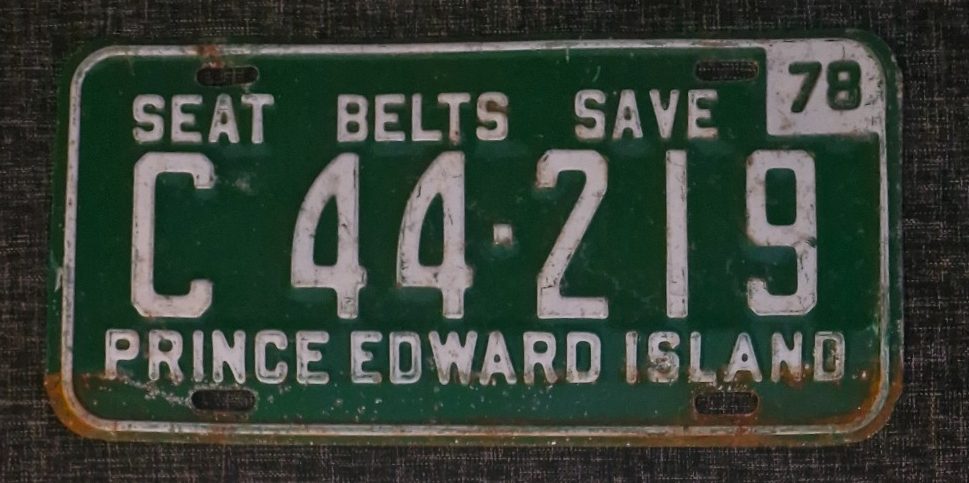 78
SEAT BELTS SAVE
C 44-219
PRINCE EDWARD ISLAND